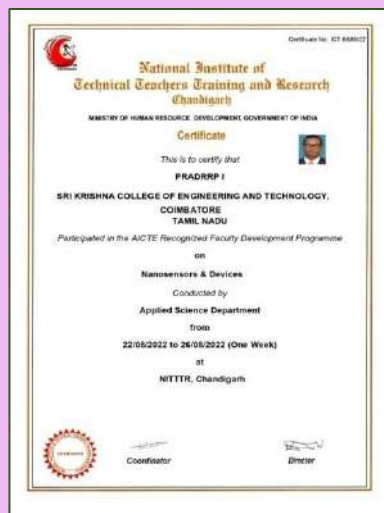 National Institute of
Technical Teachers Training and Research
Chandigarh
MINISTRY OF HUMAN RESOURCE DEVELOPMENT, GOVERNMENT OF INDIA
Certificate
This is to certify that
PRADRRP I
SRI KRISHNA COLLEGE OF ENGINEERING AND TECHNOLOGY,
COIMBATORE
TAMIL NADU
Participated in the AICTE Recognized Faculty Development Programme
on
Nanosensors & Devices
Conducted by
Applied Science Department
from
22/08/2022 to 26/08/2022 (One Week)
at
NITTTR, Chandigarh
Coordinator
Director